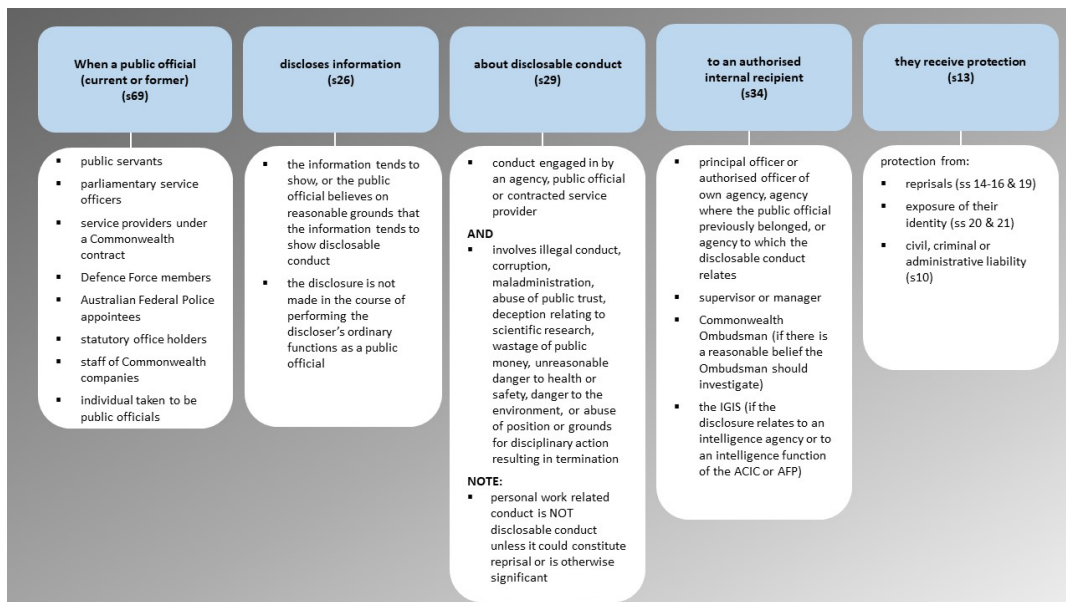 When a public official
(current or former)
(s69)
▪ public servants
▪ parliamentary service
officers
▪ service providers under
a Commonwealth
contract
▪ Defence Force members
▪ Australian Federal Police
appointees
▪ statutory office holders
▪ staff of Commonwealth
companies
▪ individual taken to be
public officials
discloses information
(s26)
▪ the information tends to
show, or the public
official believes on
reasonable grounds that
the information tends to
show disclosable
conduct
▪ the disclosure is not
made in the course of
performing the
discloser’s ordinary
functions as a public
official
about disclosable conduct
(s29)
▪ conduct engaged in by
an agency, public official
or contracted service
provider
AND
▪ involves illegal conduct,
corruption,
maladministration,
abuse of public trust,
deception relating to
scientific research,
wastage of public
money, unreasonable
danger to health or
safety, danger to the
environment, or abuse
of position or grounds
for disciplinary action
resulting in termination
NOTE:
▪ personal work related
conduct is NOT
disclosable conduct
unless it could constitute
reprisal or is otherwise
significant
to an authorised
internal recipient
(s34)
▪ principal officer or
authorised officer of
own agency, agency
where the public official
previously belonged, or
agency to which the
disclosable conduct
relates
▪ supervisor or manager
▪ Commonwealth
Ombudsman (if there is
a reasonable belief the
Ombudsman should
investigate)
▪ the IGIS (if the
disclosure relates to an
intelligence agency or to
an intelligence function
of the ACIC or AFP)
they receive protection
(s13)
protection from:
▪ reprisals (ss 14-16 & 19)
▪ exposure of their
identity (ss 20 & 21)
▪ civil, criminal or
administrative liability
(s10)